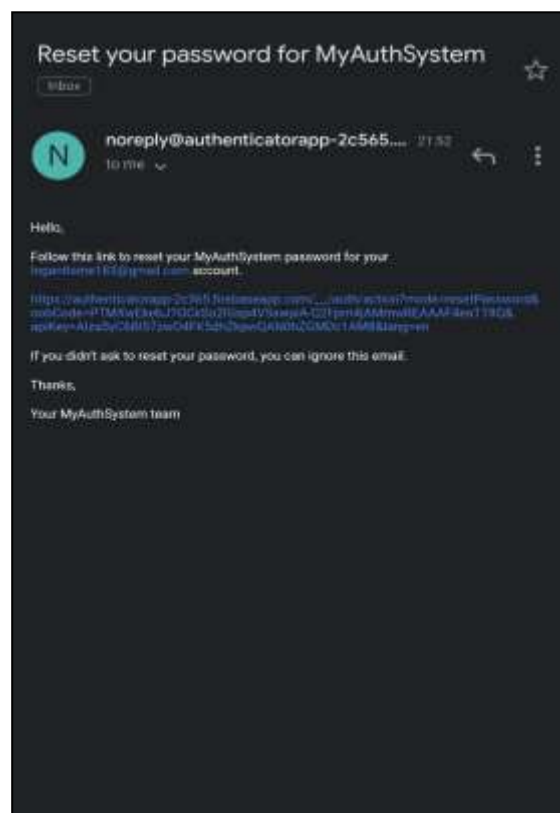 Reset your password for MyAuthSystem
Inbox
N
noreply@authenticatorapp-2c565.... 21:52
to me
Hello,
Follow this link to reset your MyAuthSystem password for your
account.
If you didn't ask to reset your password, you can ignore this email.
Thanks,
Your MyAuthSystem team